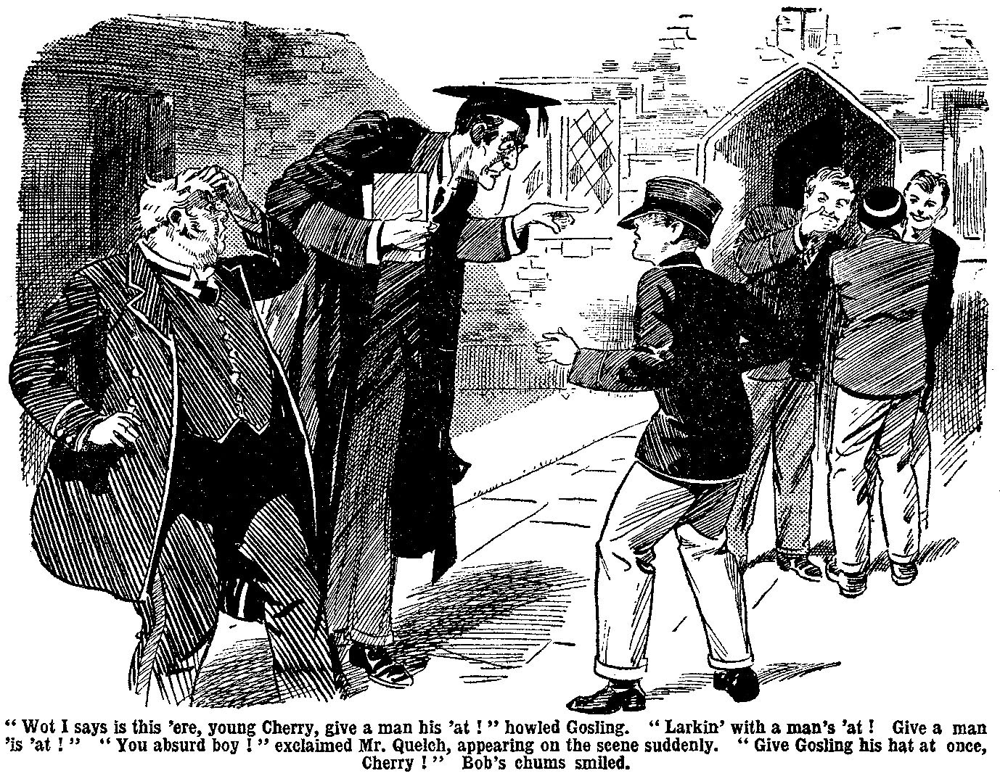 “ Wot I says is this ’ere, young Cherry, give a man his ’at ! ” howled Gosling. “ Larkin’ with a man’s ’at ! Give a man
’is ’at ! ” “ You absurd boy ! ” exclaimed Mr. Quelch, appearing on the scene suddenly. “ Give Gosling his hat at once,
Cherry ! ” Bob’s chums smiled.